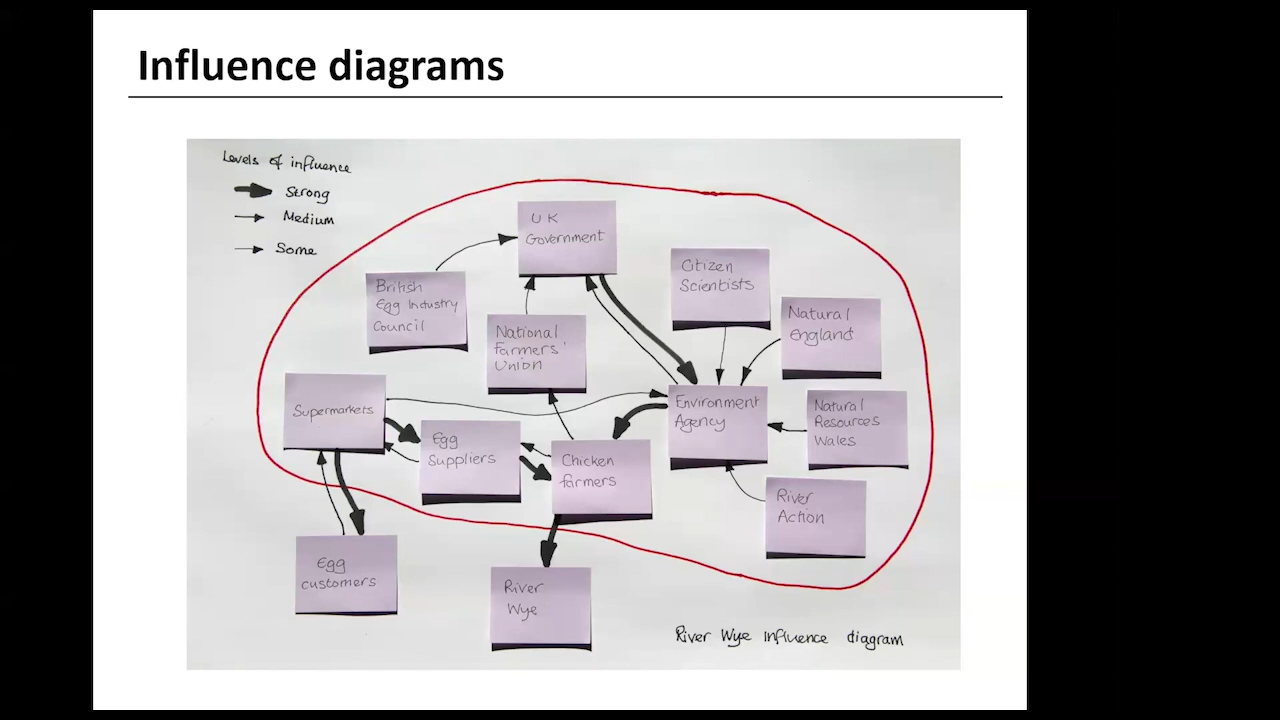 Influence diagrams
Levels of influence
Strong
Medium
Some
UK
Government
British
Egg Industry
Council
National
Farmers'
Union
Citizen
Scientists
Natural
England
Supermarkets
Egg
Suppliers
Chicken
farmers
Environment
Agency
Natural
Resources
Wales
River
Action
Egg
customers
River
Wye
River Wye Influence diagram